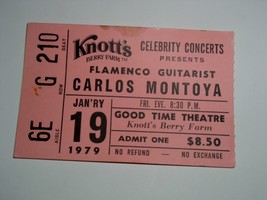 210
SEAT
G
ROW
6E
AISLE
Knott's
BERRY FARM
CELEBRITY CONCERTS
PRESENTS
FLAMENCO GUITARIST
CARLOS MONTOYA
JAN'RY
19
1979
FRI. EVE. 8:30 P.M.
GOOD TIME THEATRE
Knott's Berry Farm
ADMIT ONE $8.50
NO REFUND — NO EXCHANGE